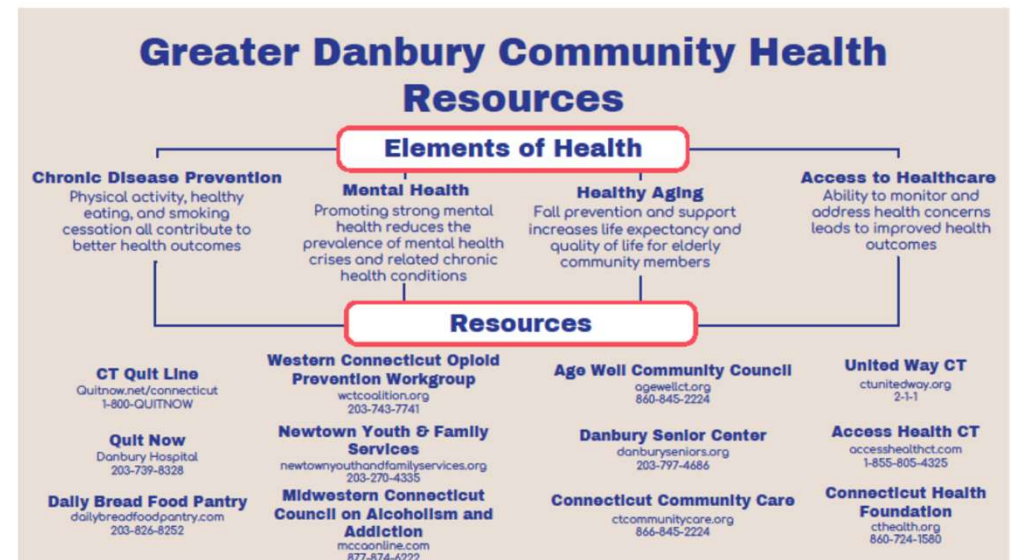 Greater Danbury Community Health
Resources
Elements of Health
Chronic Disease Prevention
Physical activity, healthy
eating, and smoking
cessation all contribute to
better health outcomes
Mental Health
Promoting strong mental
health reduces the
prevalence of mental health
crises and related chronic
health conditions
Healthy Aging
Fall prevention and support
increases life expectancy and
quality of life for elderly
community members
Access to Healthcare
Ability to monitor and
address health concerns
leads to improved health
outcomes
Resources
CT Quit Line
Quitnow.net/connecticut
1-800-QUITNOW
Quit Now
Danbury Hospital
203-739-8328
Daily Bread Food Pantry
dailybreadfoodpantry.com
203-826-8252
Western Connecticut Opioid
Prevention Workgroup
wctcoalition.org
203-743-7741
Newtown Youth & Family
Services
newtownyouthandfamilyservices.org
203-270-4335
Midwestern Connecticut
Council on Alcoholism and
Addiction
mccaonline.com
877-874-6222
Age Well Community Council
agewellct.org
860-845-2224
Danbury Senior Center
danburyseniors.org
203-797-4686
Connecticut Community Care
ctcommunitycare.org
866-845-2224
United Way CT
ctunitedway.org
2-1-1
Access Health CT
accesshealthct.com
1-855-805-4325
Connecticut Health
Foundation
cthealth.org
860-724-1580